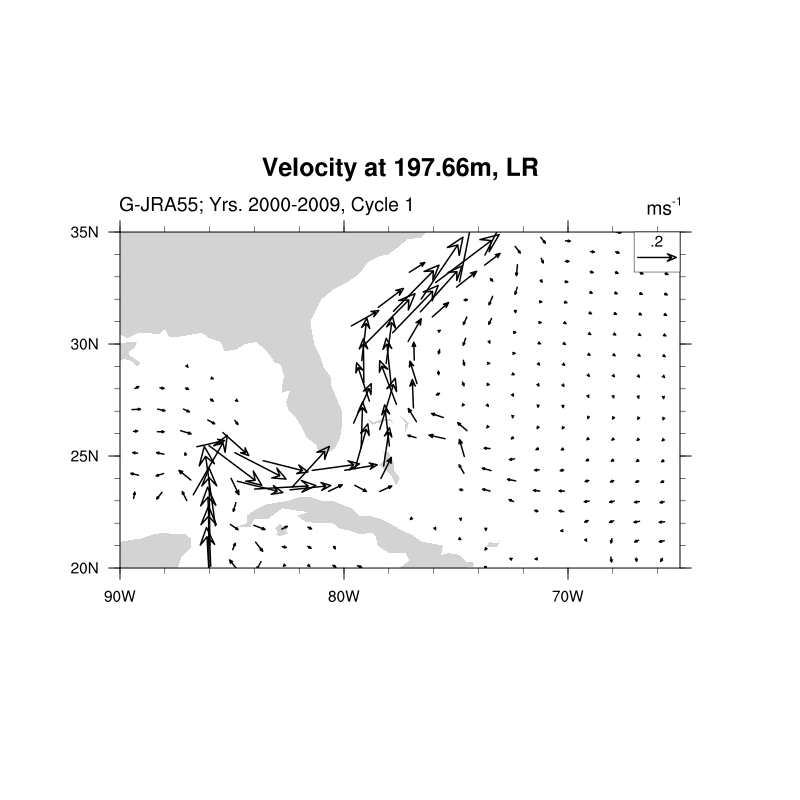 Velocity at 197.66m, LR
G-JRA55; Yrs. 2000-2009, Cycle 1
ms⁻¹
35N
.2
30N
25N
20N
90W
80W
70W